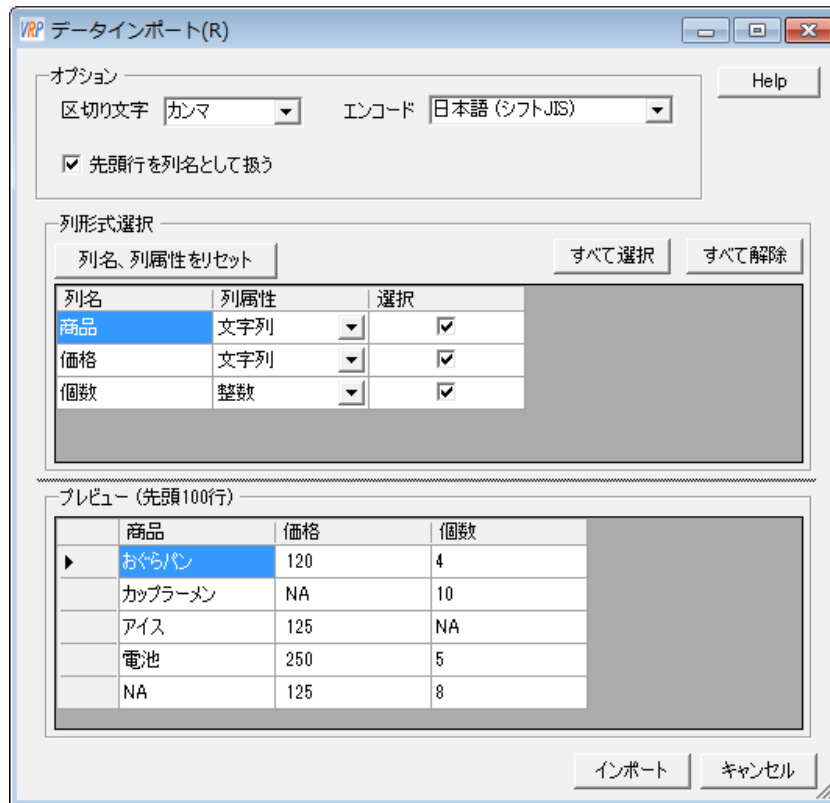 VRP データインポート(R)
オプション
Help
区切り文字 カンマ エンコード 日本語 (シフトJIS)
先頭行を列名として扱う
列形式選択
列名、列属性をリセット すべて選択 すべて解除
列名 列属性 選択
商品 文字列
価格 文字列
個数 整数
プレビュー (先頭100行)
商品 価格 個数
おぐらパン 120 4
カップラーメン NA 10
アイス 125 NA
電池 250 5
NA 125 8
インポート キャンセル